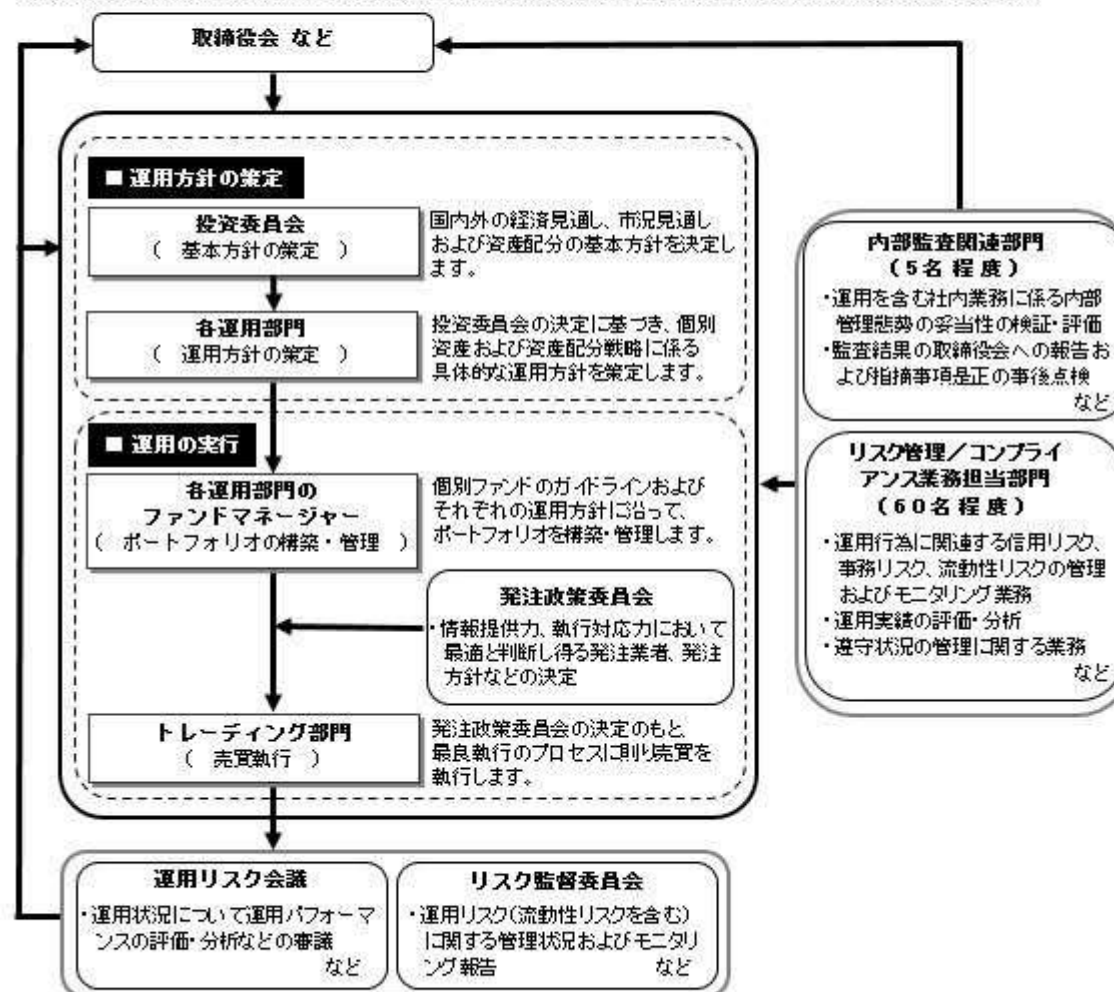 取締役会 など
■ 運用方針の策定
投資委員会
( 基本方針の策定 )
国内外の経済見通し、市況見通し
および資産配分の基本方針を決定し
ます。
各運用部門
( 運用方針の策定 )
投資委員会の決定に基づき、個別
資産および資産配分戦略に係る
具体的な運用方針を策定します。
■ 運用の実行
各運用部門の
ファンドマネージャー
( ポートフォリオの構築・管理 )
個別ファンドのガイドラインおよび
それぞれの運用方針に沿って、
ポートフォリオを構築・管理します。
発注政策委員会
・情報提供力、執行対応力において
最適と判断し得る発注業者、発注
方針などの決定
トレーディング部門
( 売買執行 )
発注政策委員会の決定のもと、
最良執行のプロセスに則り売買を
執行します。
内部監査関連部門
(5名程度)
・運用を含む社内業務に係る内部
管理態勢の妥当性の検証・評価
・監査結果の取締役会への報告お
よび指摘事項是正の事後点検
など
リスク管理/コンプライ
アンス業務担当部門
(60名程度)
・運用行為に関連する信用リスク、
事務リスク、流動性リスクの管理
およびモニタリング業務
・運用実績の評価・分析
・遵守状況の管理に関する業務
など
運用リスク会議
・運用状況について運用パフォーマ
ンスの評価・分析などの審議
など
リスク監督委員会
・運用リスク(流動性リスクを含む)
に関する管理状況およびモニタリ
ング報告 など